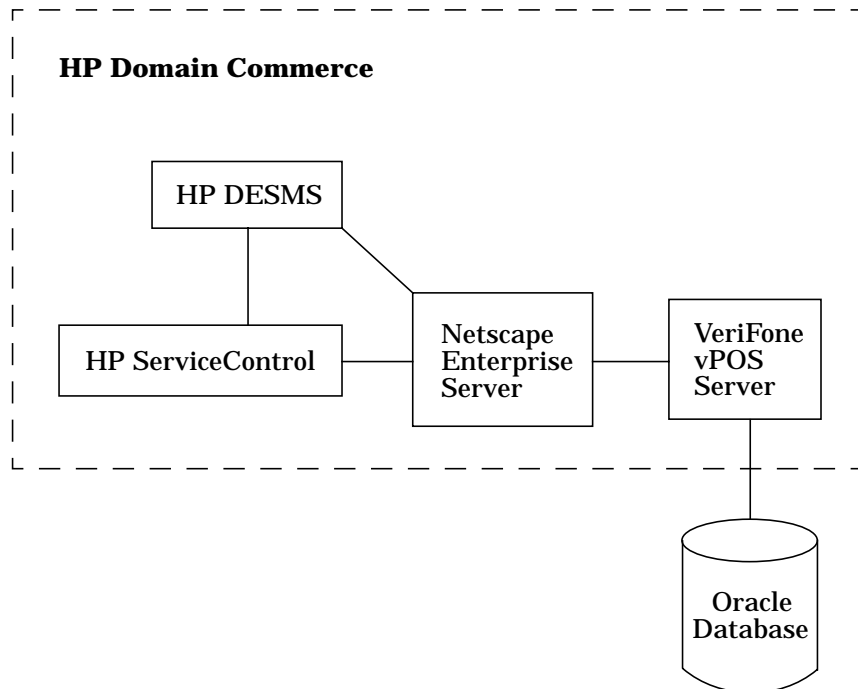 HP Domain Commerce
HP DESMS
HP ServiceControl
Netscape
Enterprise
Server
VeriFone
vPOS
Server
Oracle
Database